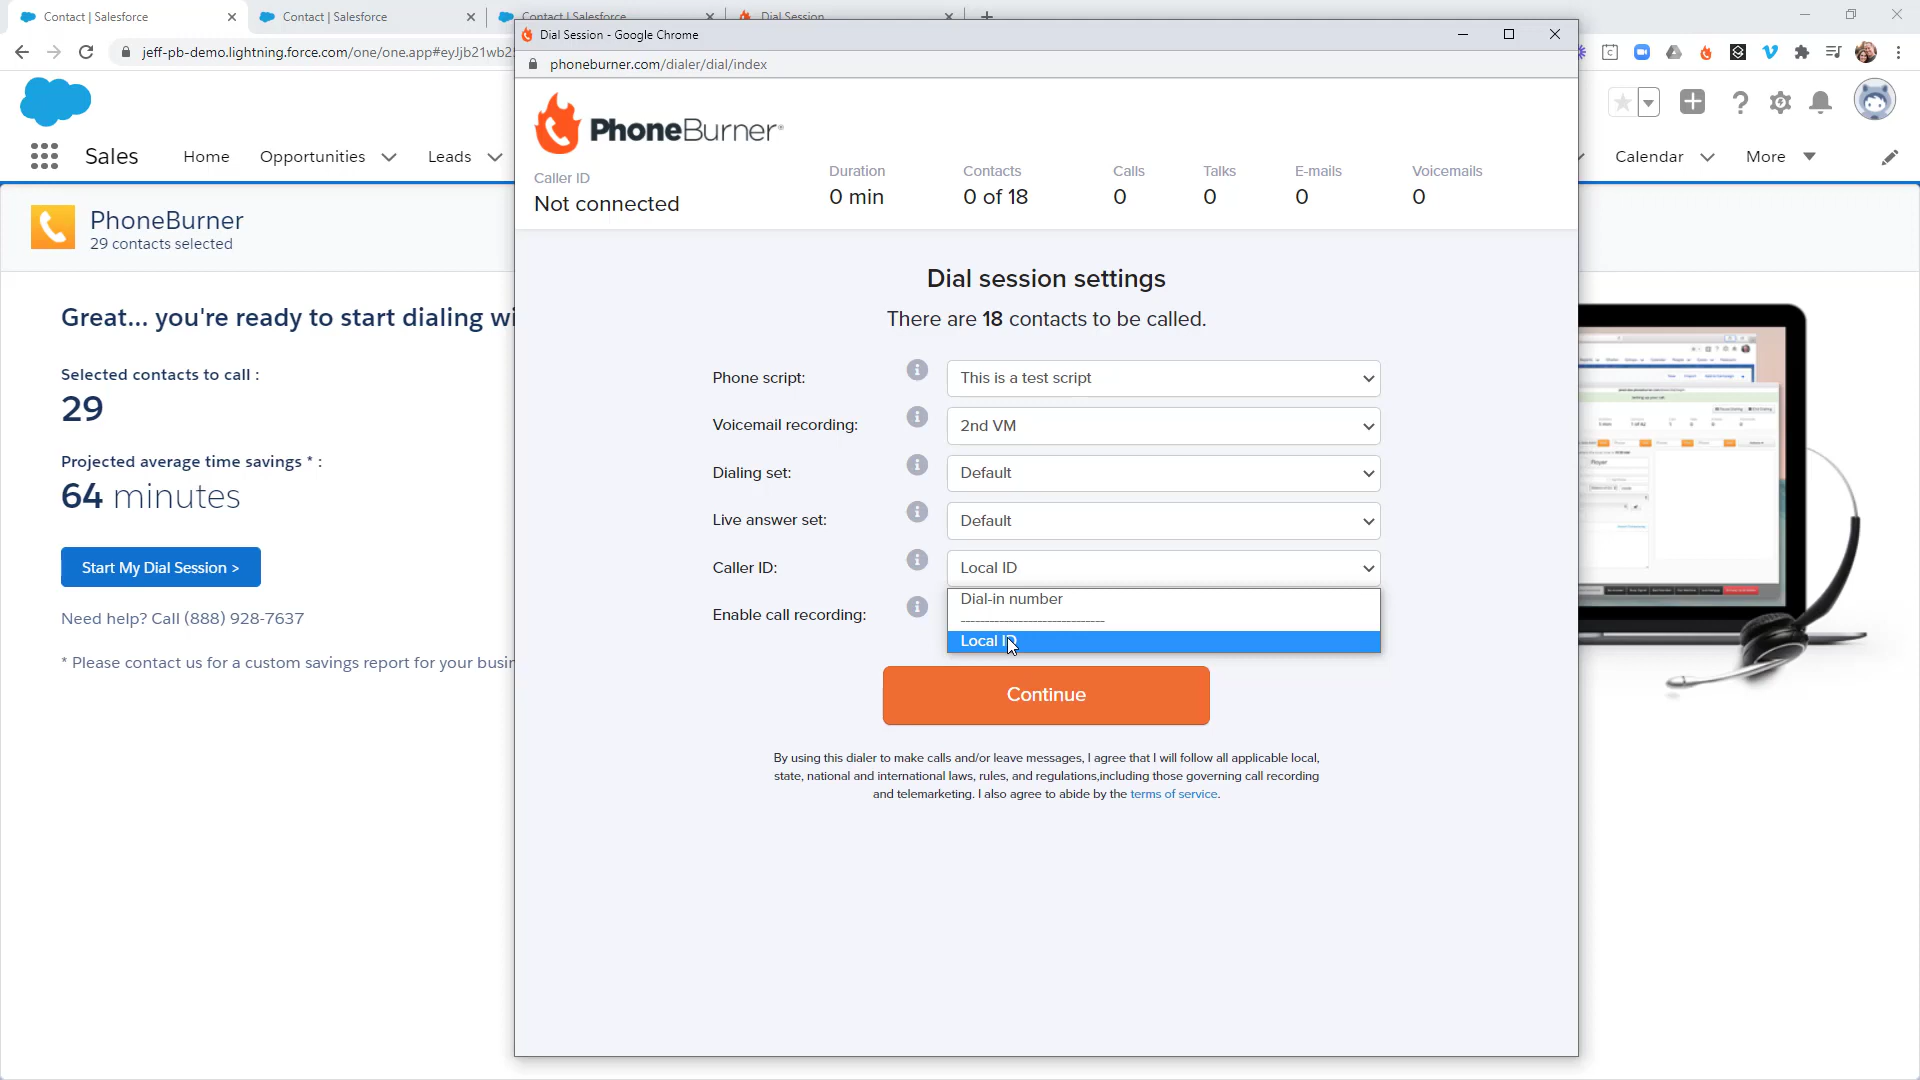 Contact | Salesforce
Contact | Salesforce
Contact | Salesforce
Dial Session
Dial Session - Google Chrome
jeff-pb-demo.lightning.force.com/one/one.app#eyJjb21wb2
phoneburner.com/dialer/dial/index
PhoneBurner
Sales
Home
Opportunities
Leads
Calendar
More
Caller ID
Not connected
Duration
0 min
Contacts
0 of 18
Calls
0
Talks
0
E-mails
0
Voicemails
0
PhoneBurner
29 contacts selected
Great... you're ready to start dialing wi
Selected contacts to call :
29
Projected average time savings * :
64 minutes
Start My Dial Session >
Need help? Call (888) 928-7637
* Please contact us for a custom savings report for your busin
Dial session settings
There are 18 contacts to be called.
Phone script:
This is a test script
Voicemail recording:
2nd VM
Dialing set:
Default
Live answer set:
Default
Caller ID:
Local ID
Dial-in number
------------------------------
Local ID
Enable call recording:
Continue
By using this dialer to make calls and/or leave messages, I agree that I will follow all applicable local,
state, national and international laws, rules, and regulations,including those governing call recording
and telemarketing. I also agree to abide by the terms of service.